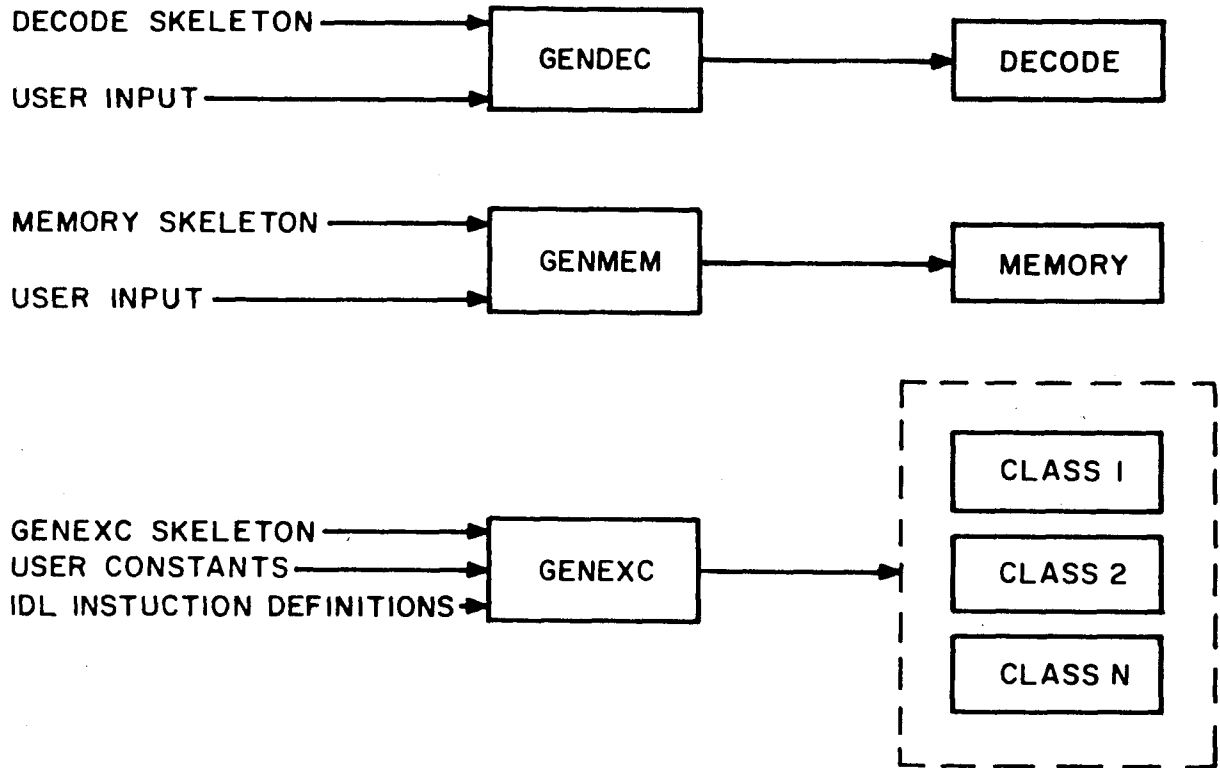 DECODE SKELETON
USER INPUT
GENDEC
DECODE
MEMORY SKELETON
USER INPUT
GENMEM
MEMORY
GENEXC SKELETON
USER CONSTANTS
IDL INSTUCTION DEFINITIONS
GENEXC
CLASS 1
CLASS 2
CLASS N